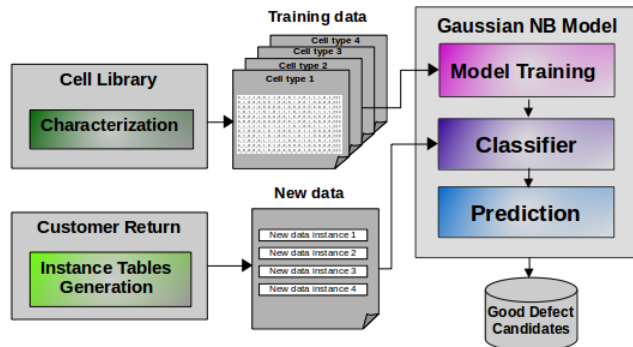 Training data
Cell type 4
Cell type 3
Cell type 2
Cell type 1
Cell Library
Characterization
Gaussian NB Model
Model Training
Classifier
Prediction
New data
Customer Return
Instance Tables
Generation
New data instance 1
New data instance 2
New data instance 3
New data instance 4
Good Defect
Candidates